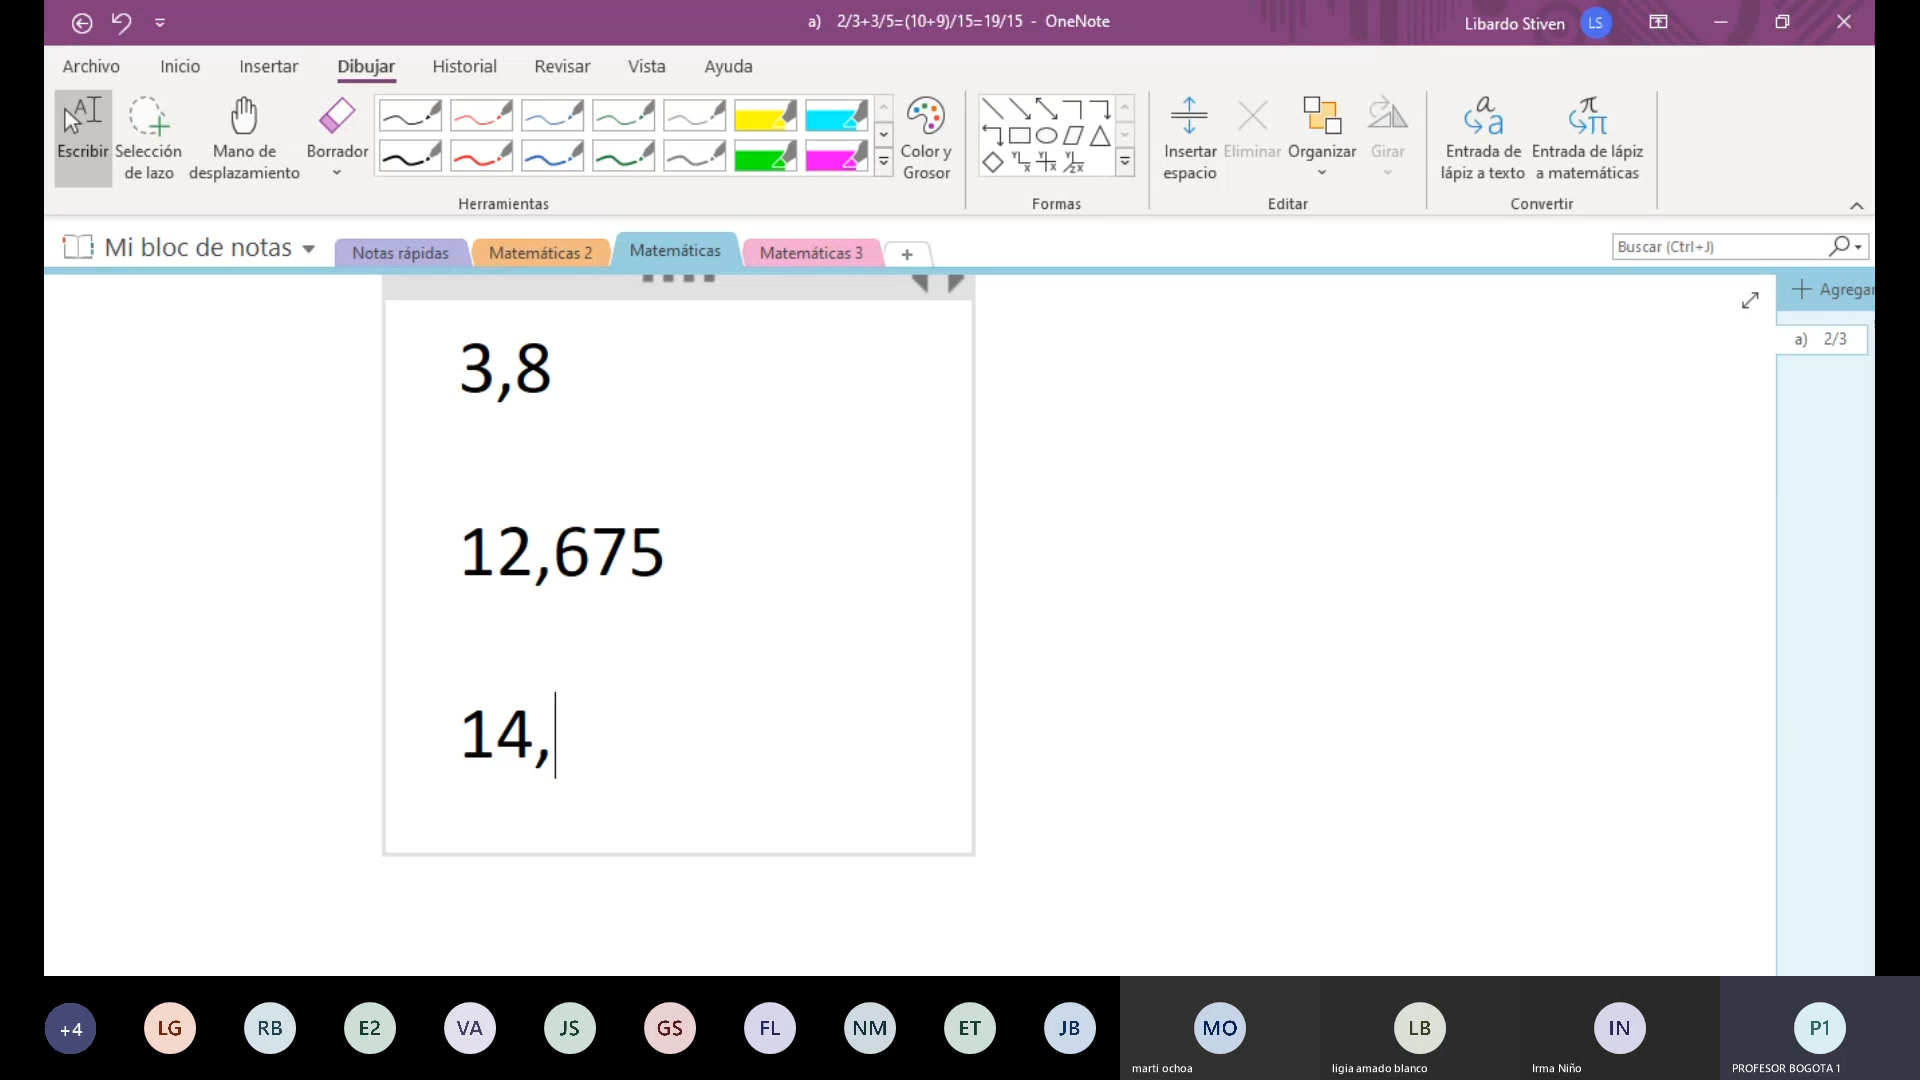 a) 2/3+3/5=(10+9)/15=19/15 - OneNote
Libardo Stiven LS
Archivo Inicio Insertar Dibujar Historial Revisar Vista Ayuda
Escribir
Selección de lazo
Mano de desplazamiento
Borrador
Color y Grosor
Insertar espacio
Eliminar
Organizar
Girar
Entrada de lápiz a texto
Entrada de lápiz a matemáticas
Herramientas Formas Editar Convertir
Mi bloc de notas
Notas rápidas Matemáticas 2 Matemáticas Matemáticas 3
Buscar (Ctrl+J)
Agregar
a) 2/3
3,8
12,675
14,
+4 LG RB E2 VA JS GS FL NM ET JB MO LB IN P1
marti ochoa ligia amado blanco Irma Niño PROFESOR BOGOTA 1